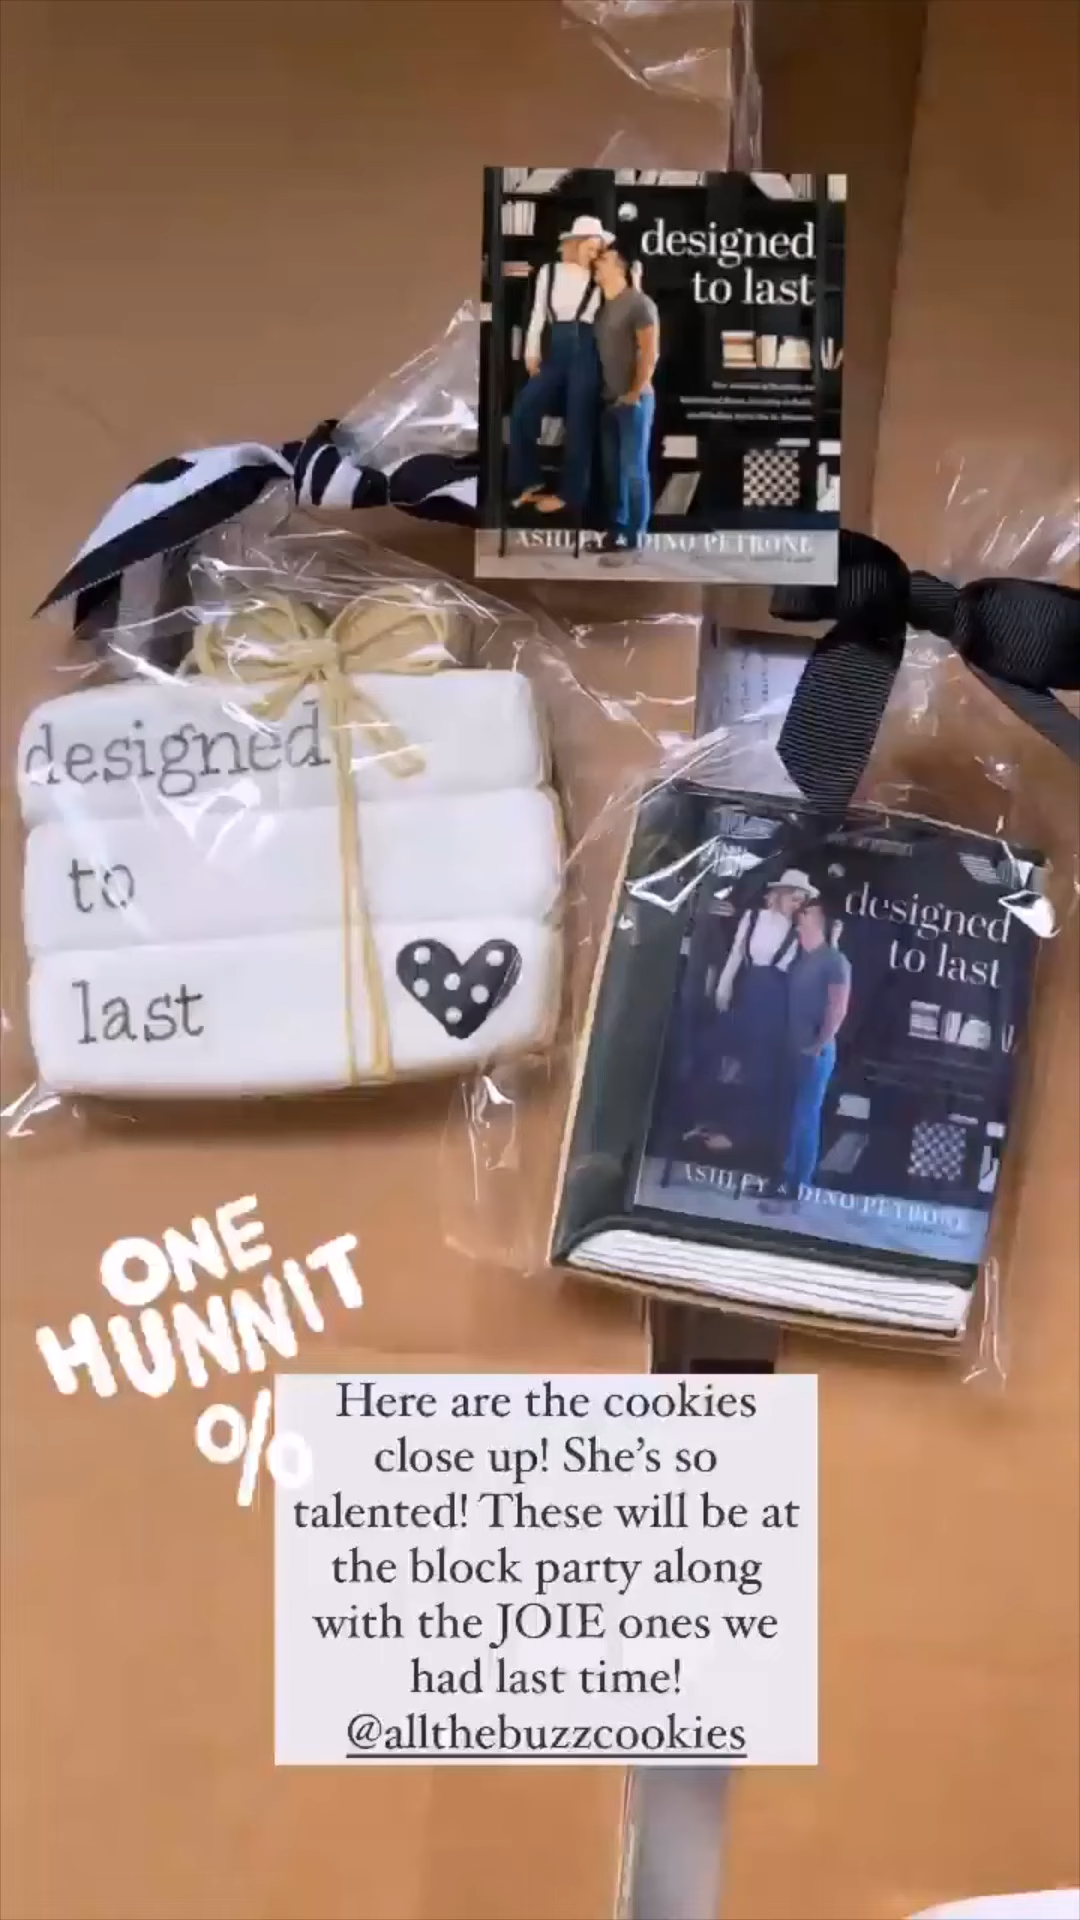 designed
to last
ASHLEY & DINO PETRONE
designed
to
last
designed
to last
ASHLEY & DINO PETRONE
ONE
HUNNIT
%
Here are the cookies
close up! She's so
talented! These will be at
the block party along
with the JOIE ones we
had last time!
@allthebuzzcookies